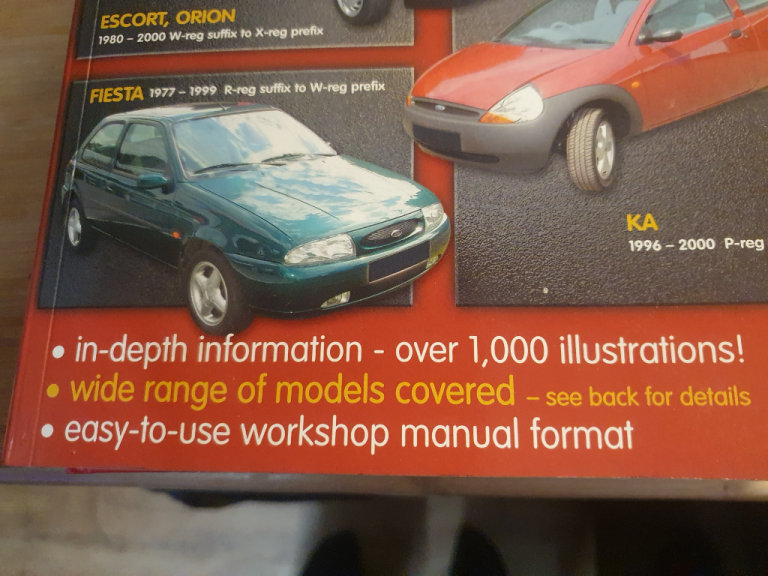 ESCORT, ORION
1980 – 2000 W-reg suffix to X-reg prefix
FIESTA 1977 – 1999 R-reg suffix to W-reg prefix
KA
1996 – 2000 P-reg
• in-depth information - over 1,000 illustrations!
• wide range of models covered – see back for details
• easy-to-use workshop manual format